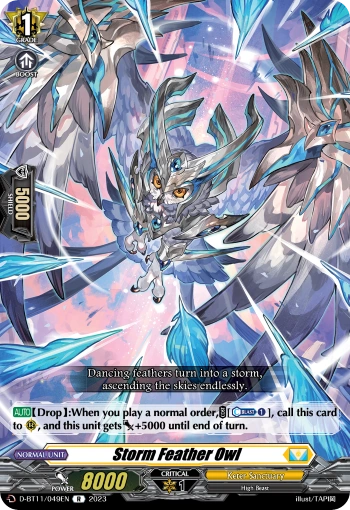 1
GRADE
BOOST
5000
SHIELD
Dancing feathers turn into a storm,
ascending the skies endlessly.
AUTO【Drop】:When you play a normal order, [BLAST 1], call this card
to , and this unit gets +5000 until end of turn.
NORMAL UNIT
Storm Feather Owl
POWER 8000 CRITICAL 1
Keter Sanctuary
High Beast
D-BT11/049EN R 2023 illust/TAPI岡